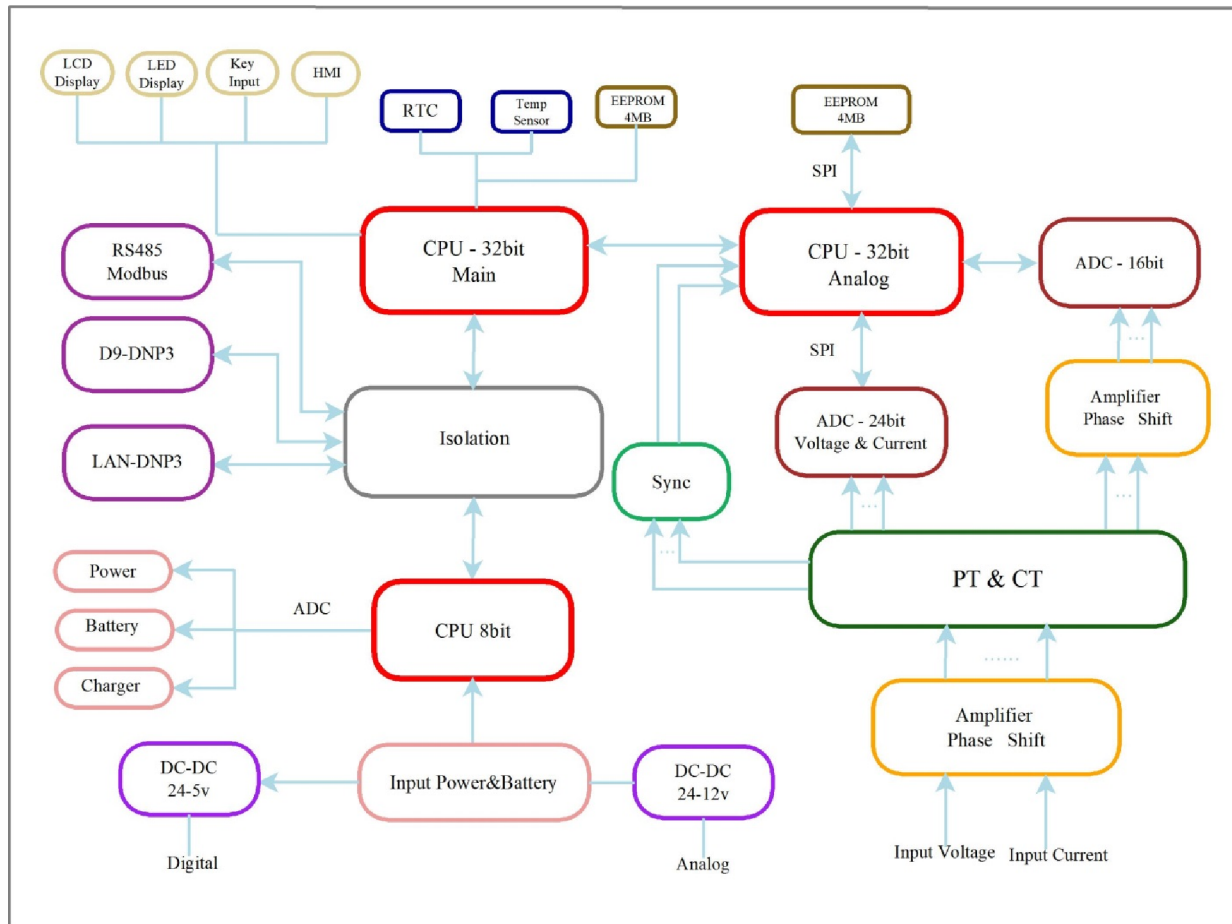 LCD
Display
LED
Display
Key
Input
HMI
RTC
Temp
Sensor
EEPROM
4MB
EEPROM
4MB
SPI
RS485
Modbus
CPU - 32bit
Main
CPU - 32bit
Analog
ADC - 16bit
D9-DNP3
SPI
Amplifier
Phase Shift
Isolation
ADC - 24bit
Voltage & Current
LAN-DNP3
Sync
Power
ADC
PT & CT
Battery
CPU 8bit
Charger
Amplifier
Phase Shift
DC-DC
24-5v
Input Power&Battery
DC-DC
24-12v
Digital
Analog
Input Voltage
Input Current